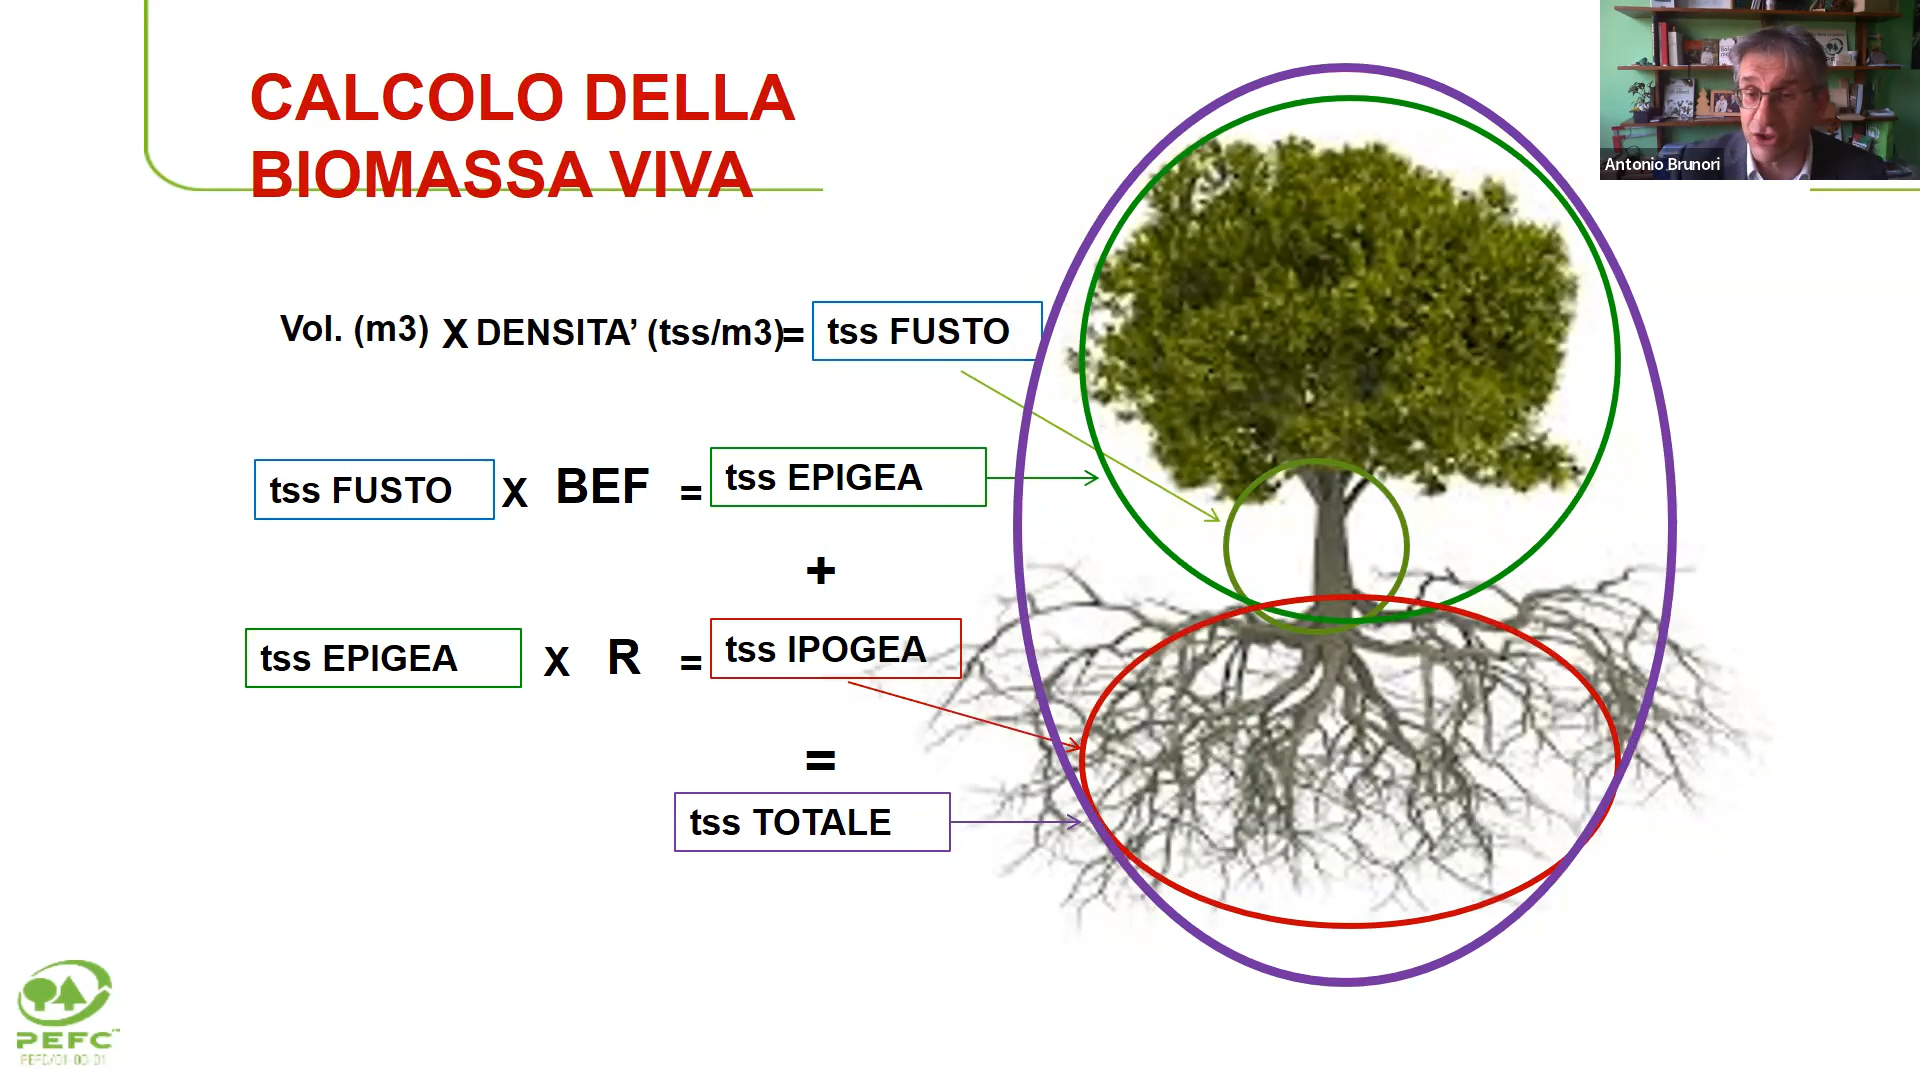 CALCOLO DELLA
BIOMASSA VIVA
Antonio Brunori
Vol. (m3) X DENSITA’ (tss/m3)= tss FUSTO
tss FUSTO X BEF = tss EPIGEA
+
tss EPIGEA X R = tss IPOGEA
=
tss TOTALE
PEFC